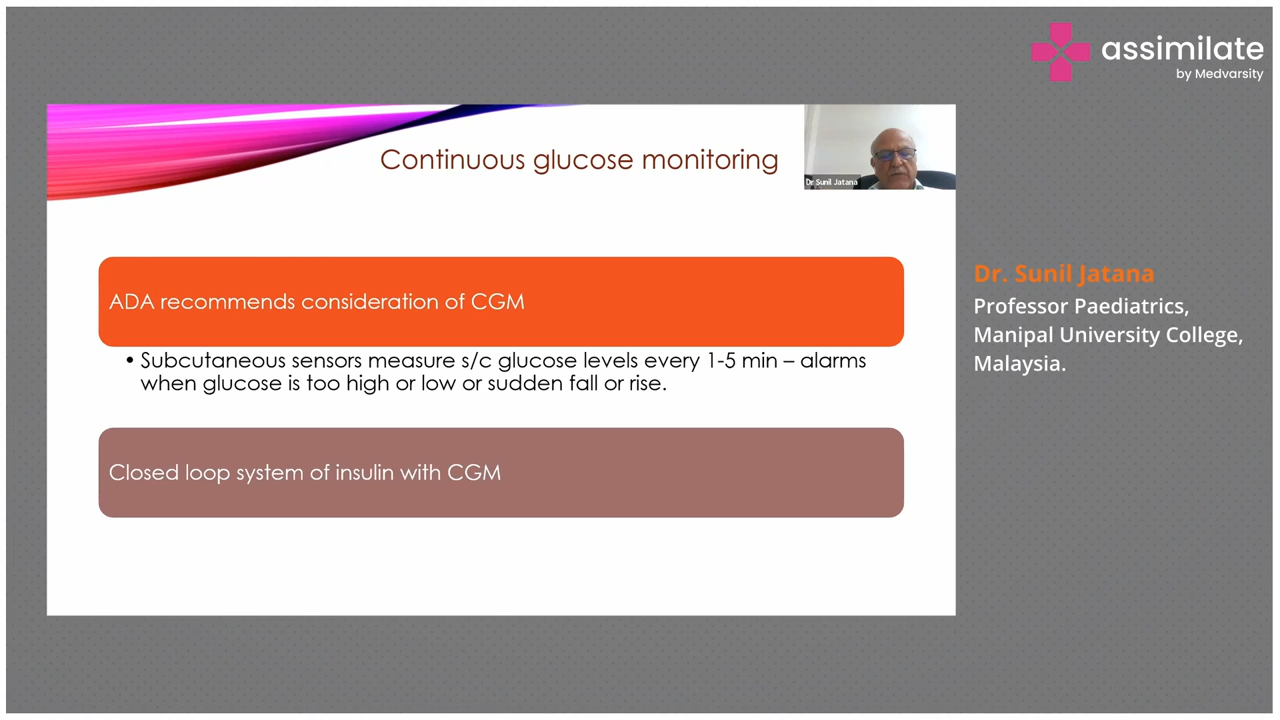 assimilate
by Medvarsity
Continuous glucose monitoring
Dr Sunil Jatana
ADA recommends consideration of CGM
• Subcutaneous sensors measure s/c glucose levels every 1-5 min – alarms
when glucose is too high or low or sudden fall or rise.
Closed loop system of insulin with CGM
Dr. Sunil Jatana
Professor Paediatrics,
Manipal University College,
Malaysia.